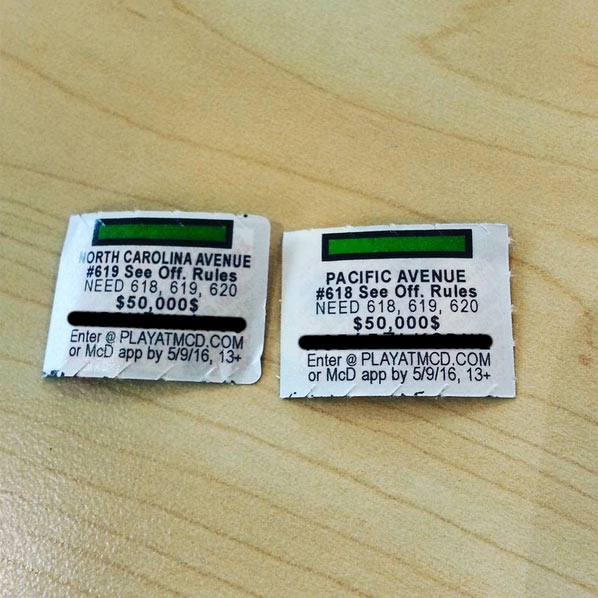 NORTH CAROLINA AVENUE
#619 See Off. Rules
NEED 618, 619, 620
$50,000$
Enter @ PLAYATMCD.COM
or McD app by 5/9/16, 13+
PACIFIC AVENUE
#618 See Off. Rules
NEED 618, 619, 620
$50,000$
Enter @ PLAYATMCD.COM
or McD app by 5/9/16, 13+